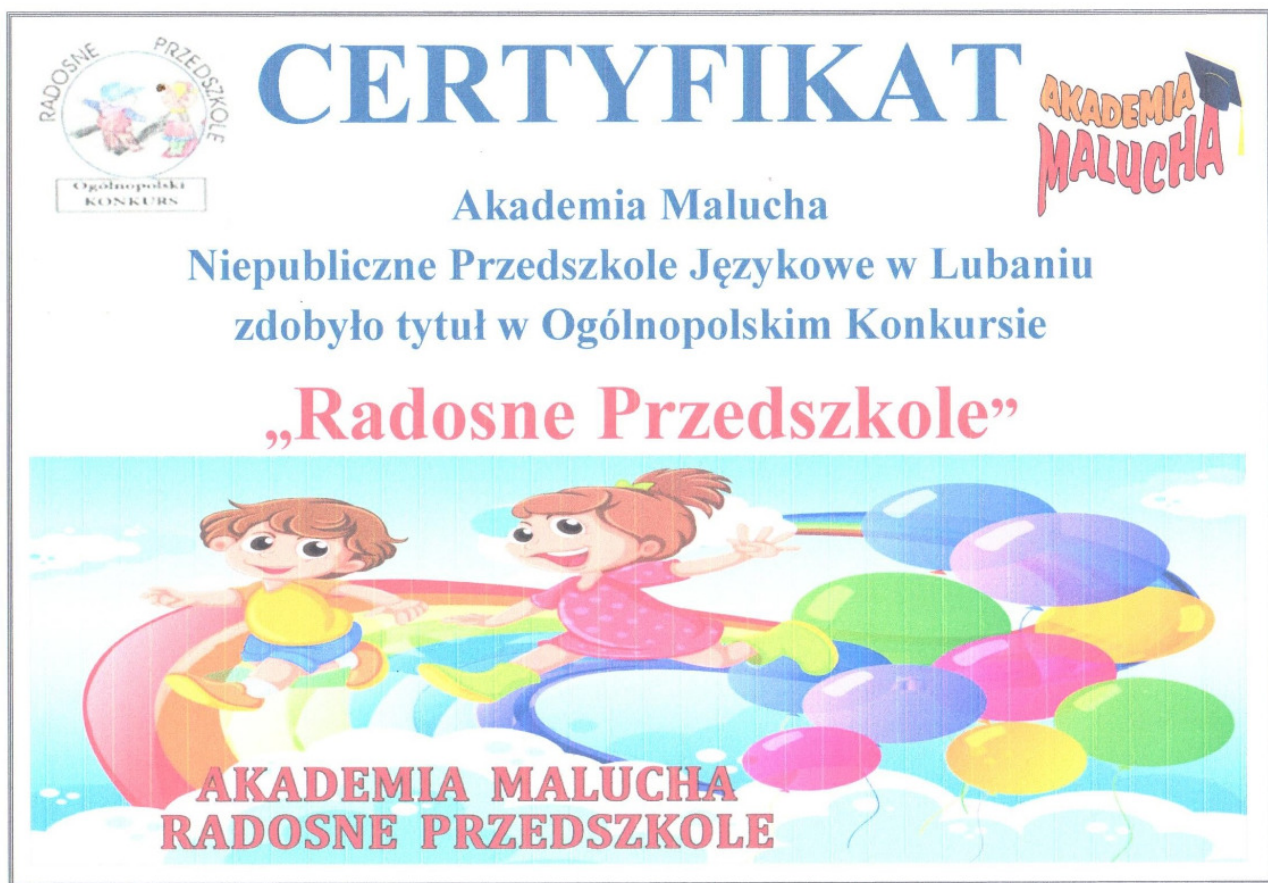 RADOSNE PRZEDSZKOLE
Ogólnopolski
KONKURS
CERTYFIKAT
AKADEMIA
MALUCHA
Akademia Malucha
Niepubliczne Przedszkole Językowe w Lubaniu
zdobyło tytuł w Ogólnopolskim Konkursie
„Radosne Przedszkole”
AKADEMIA MALUCHA
RADOSNE PRZEDSZKOLE